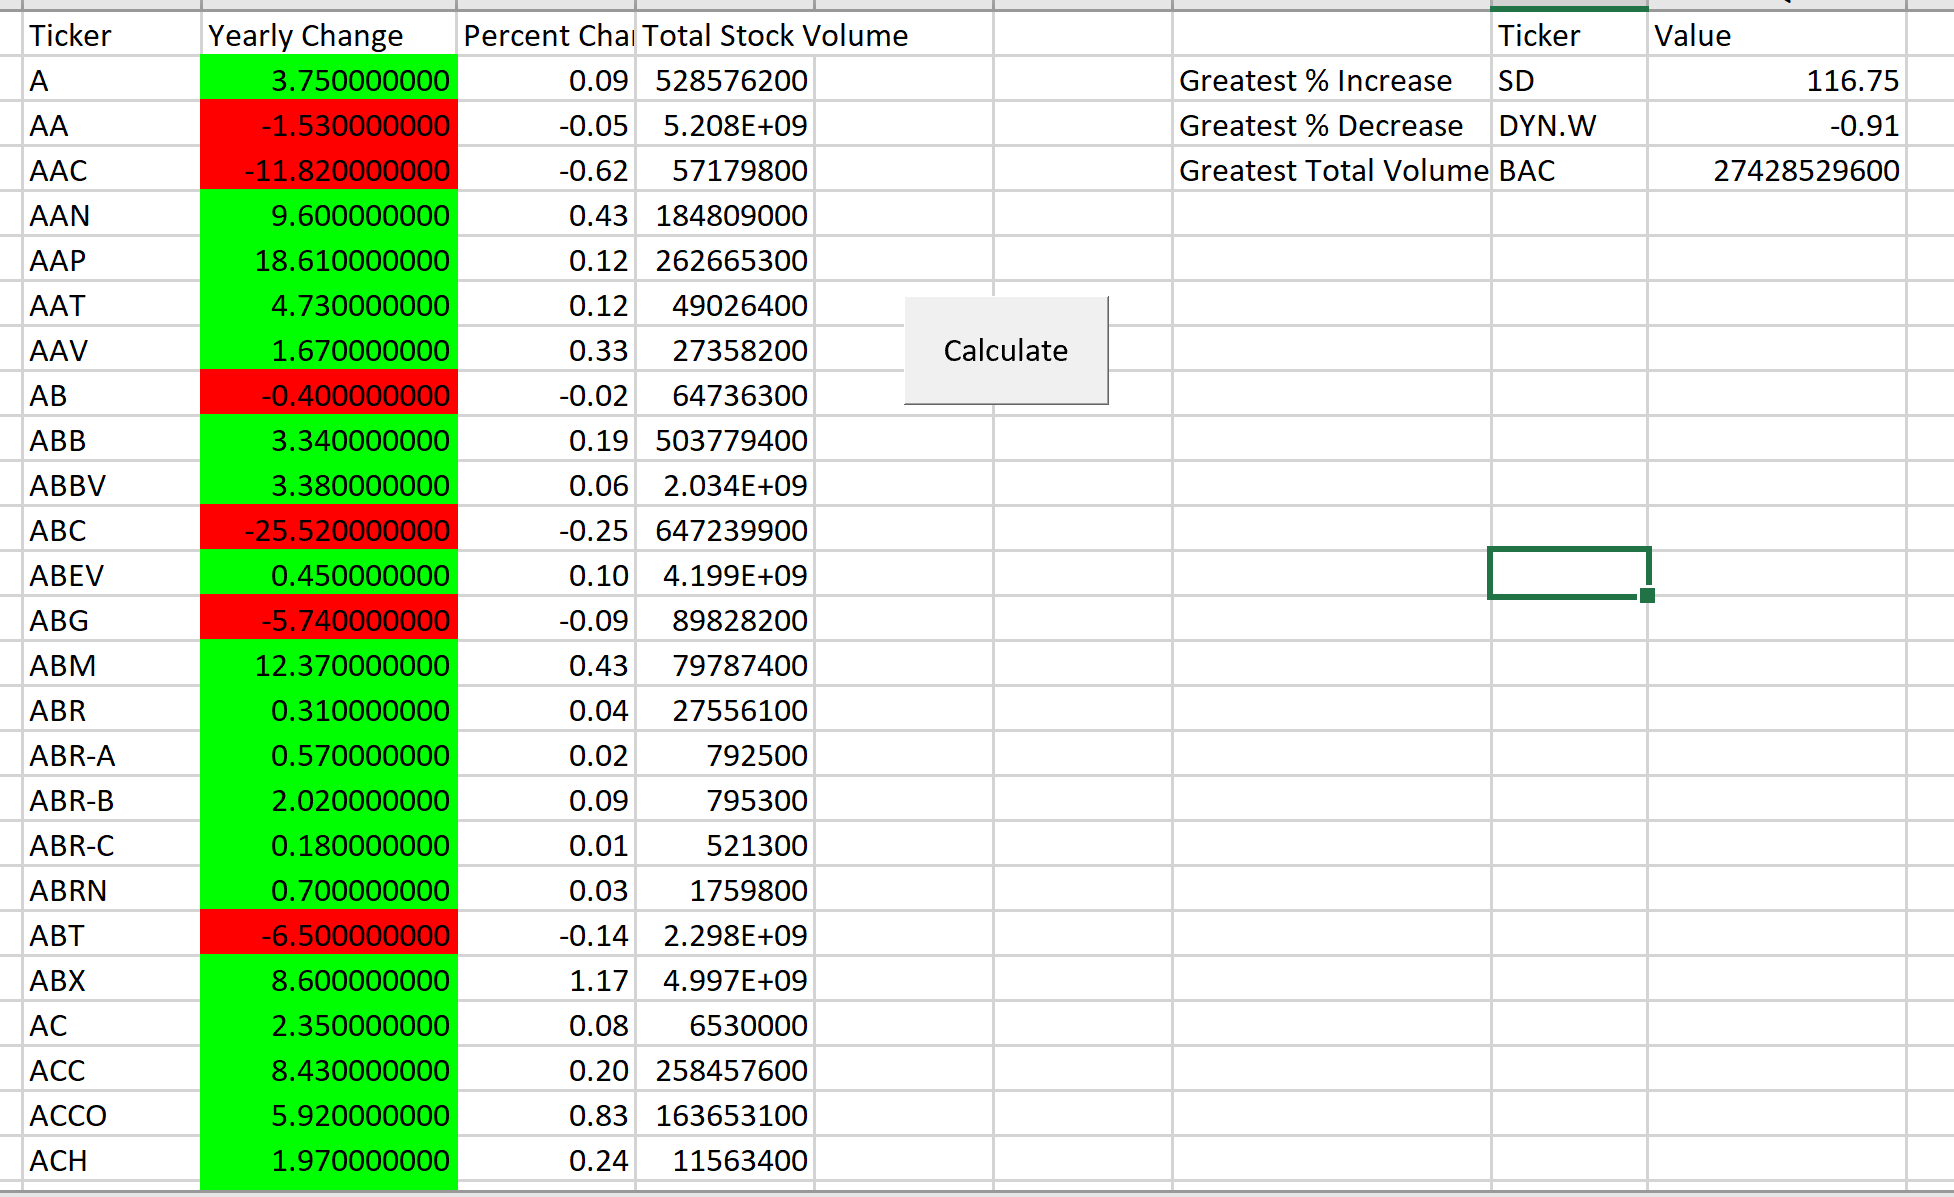 Ticker Yearly Change Percent Chan Total Stock Volume Ticker Value
A 3.750000000 0.09 528576200 Greatest % Increase SD 116.75
AA -1.530000000 -0.05 5.208E+09 Greatest % Decrease DYN.W -0.91
AAC -11.820000000 -0.62 57179800 Greatest Total Volume BAC 27428529600
AAN 9.600000000 0.43 184809000
AAP 18.610000000 0.12 262665300
AAT 4.730000000 0.12 49026400
AAV 1.670000000 0.33 27358200
Calculate
AB -0.400000000 -0.02 64736300
ABB 3.340000000 0.19 503779400
ABBV 3.380000000 0.06 2.034E+09
ABC -25.520000000 -0.25 647239900
ABEV 0.450000000 0.10 4.199E+09
ABG -5.740000000 -0.09 89828200
ABM 12.370000000 0.43 79787400
ABR 0.310000000 0.04 27556100
ABR-A 0.570000000 0.02 792500
ABR-B 2.020000000 0.09 795300
ABR-C 0.180000000 0.01 521300
ABRN 0.700000000 0.03 1759800
ABT -6.500000000 -0.14 2.298E+09
ABX 8.600000000 1.17 4.997E+09
AC 2.350000000 0.08 6530000
ACC 8.430000000 0.20 258457600
ACCO 5.920000000 0.83 163653100
ACH 1.970000000 0.24 11563400